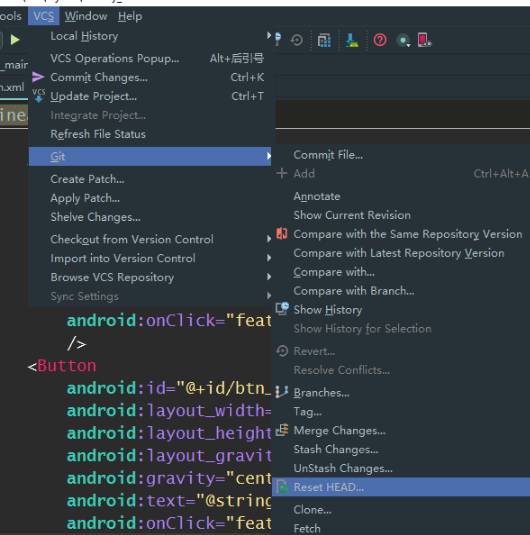 ools VCS Window Help
Local History
VCS Operations Popup... Alt+后引号
Commit Changes... Ctrl+K
Update Project... Ctrl+T
Integrate Project...
Refresh File Status
Git
Create Patch...
Apply Patch...
Shelve Changes...
Checkout from Version Control
Import into Version Control
Browse VCS Repository
Sync Settings
_main
n.xml
VCS
inea
Commit File...
Add Ctrl+Alt+A
Annotate
Show Current Revision
Compare with the Same Repository Version
Compare with Latest Repository Version
Compare with...
Compare with Branch...
Show History
Show History for Selection
Revert...
Resolve Conflicts...
Branches...
Tag...
Merge Changes...
Stash Changes...
UnStash Changes...
Reset HEAD...
Clone...
Fetch
android:onClick="feat
/>
<Button
android:id="@+id/btn_
android:layout_width=
android:layout_height
android:layout_gravit
android:gravity="cent
android:text="@string
android:onClick="feat